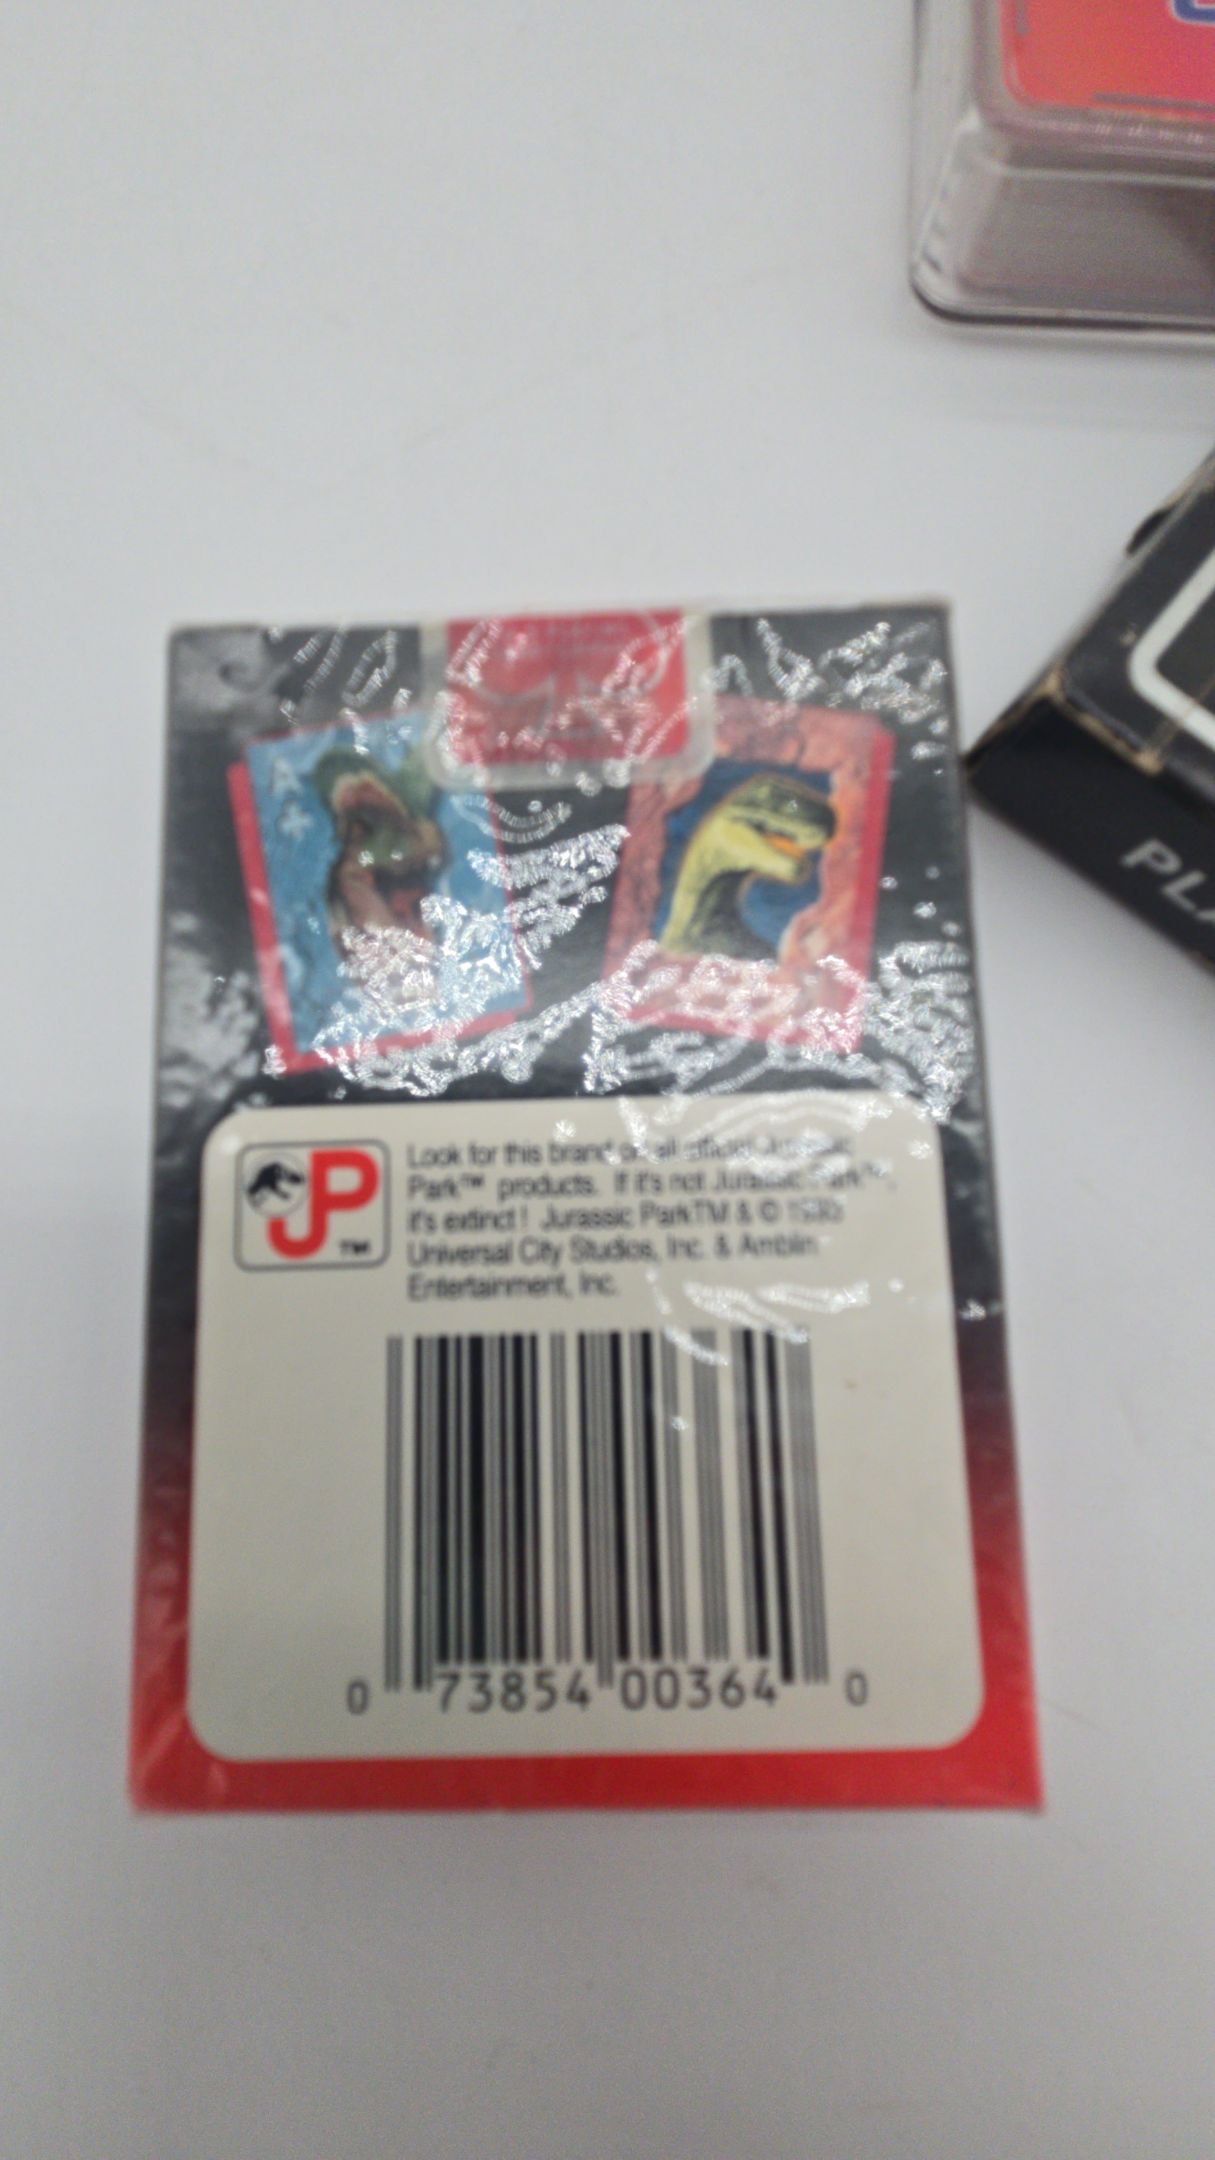 A
Look for this brand on all official Jurassic
Park™ products. If it's not Jurassic Park™,
it's extinct! Jurassic ParkTM & © 1993
Universal City Studios, Inc. & Amblin
Entertainment, Inc.
JP
TM
0 73854 00364 0
PLA